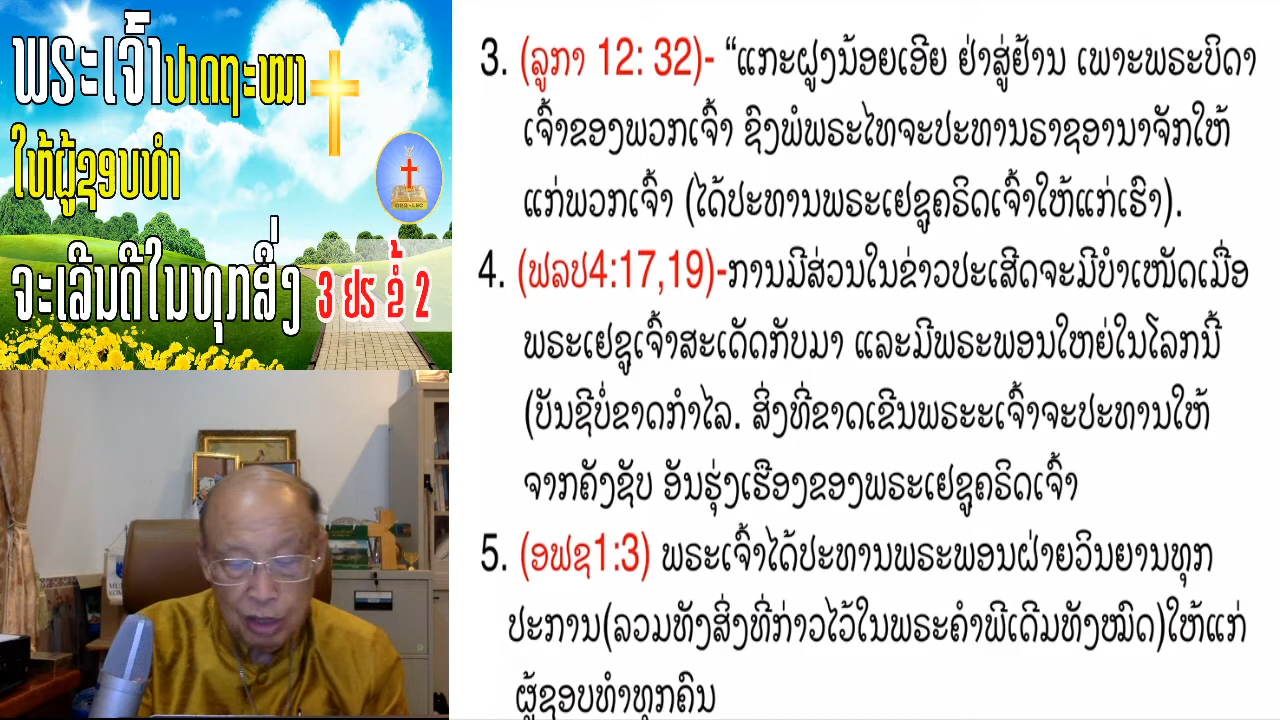 ພຣະເຈົ້າປາດຖະໜາ
ໃຫ້ຜູ້ຊອບທຳ
ຈະເລີນດີໃນທຸກສິ່ງ 3 ຢຮ ຂໍ້ 2
3. (ລູກາ 12: 32)- “ແກະຝູງນ້ອຍເອີຍ ຢ່າສູ່ຢ້ານ ເພາະພຣະບິດາ
ເຈົ້າຂອງພວກເຈົ້າ ຊົງພໍພຣະໄທຈະປະທານຣາຊອານາຈັກໃຫ້
ແກ່ພວກເຈົ້າ (ໄດ້ປະທານພຣະເຢຊູຄຣິດເຈົ້າໃຫ້ແກ່ເຮົາ).
4. (ຟລປ4:17,19)-ການມີສ່ວນໃນຂ່າວປະເສີດຈະມີບຳເໜັດເມື່ອ
ພຣະເຢຊູເຈົ້າສະເດັດກັບມາ ແລະມີພຣະພອນໃຫຍ່ໃນໂລກນີ້
(ບັນຊີບໍ່ຂາດກຳໄລ. ສິ່ງທີ່ຂາດເຂີນພຣະະເຈົ້າຈະປະທານໃຫ້
ຈາກຄັງຊັບ ອັນຮຸ່ງເຮືອງຂອງພຣະເຢຊູຄຣິດເຈົ້າ
5. (ອຟຊ1:3) ພຣະເຈົ້າໄດ້ປະທານພຣະພອນຝ່າຍວິນຍານທຸກ
ປະການ(ລວມທັງສິ່ງທີ່ກ່າວໄວ້ໃນພຣະຄຳພີເດີມທັງໝົດ)ໃຫ້ແກ່
ຜູ້ຊອບທຳທຸກຄົນ